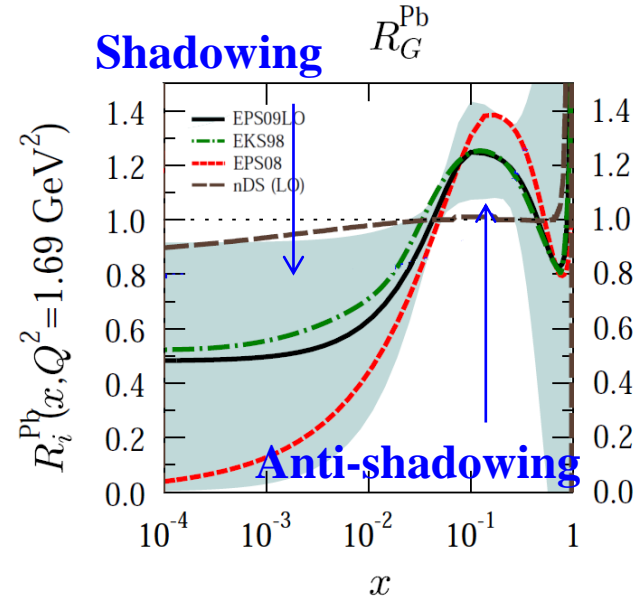 Shadowing
R_G^Pb
EPS09LO
EKS98
EPS08
nDS (LO)
Anti-shadowing
R_i^Pb(x,Q^2=1.69 GeV^2)
1.4
1.2
1.0
0.8
0.6
0.4
0.2
0.0
1.4
1.2
1.0
0.8
0.6
0.4
0.2
0.0
10^-4 10^-3 10^-2 10^-1 1
x